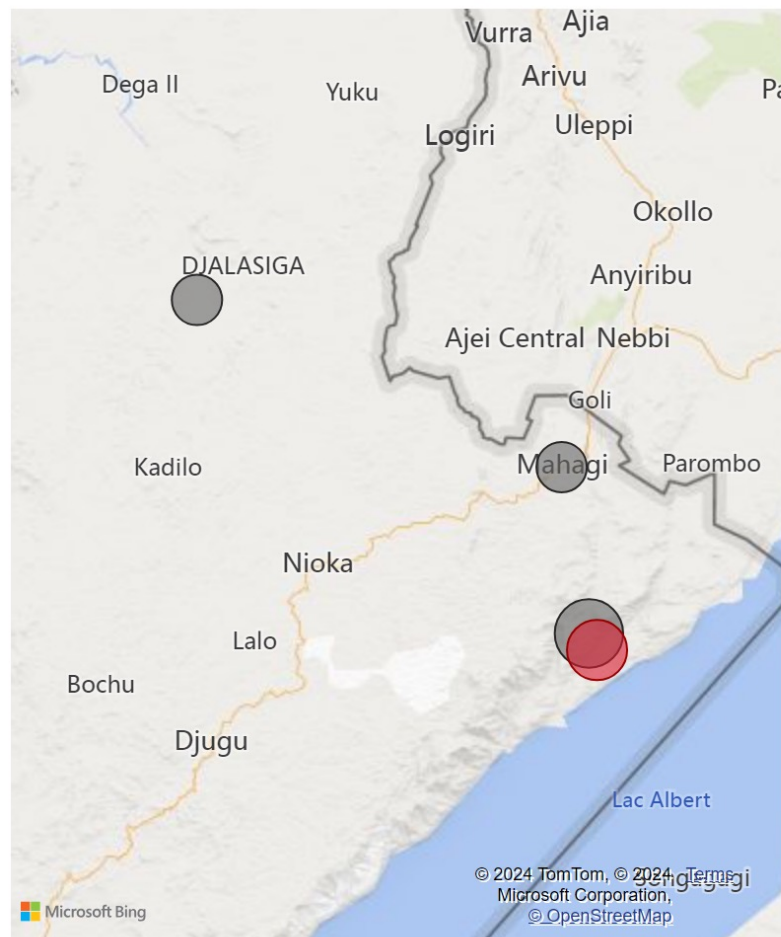 Vurra
Ajia
Dega II
Yuku
Arivu
Pa
Logiri
Uleppi
Okollo
DJALASIGA
Anyiribu
Ajei Central
Nebbi
Goli
Kadilo
Mahagi
Parombo
Nioka
Lalo
Bochu
Djugu
Lac Albert
© 2024 TomTom, © 2024 Terms
Microsoft Corporation,
© OpenStreetMap
Microsoft Bing